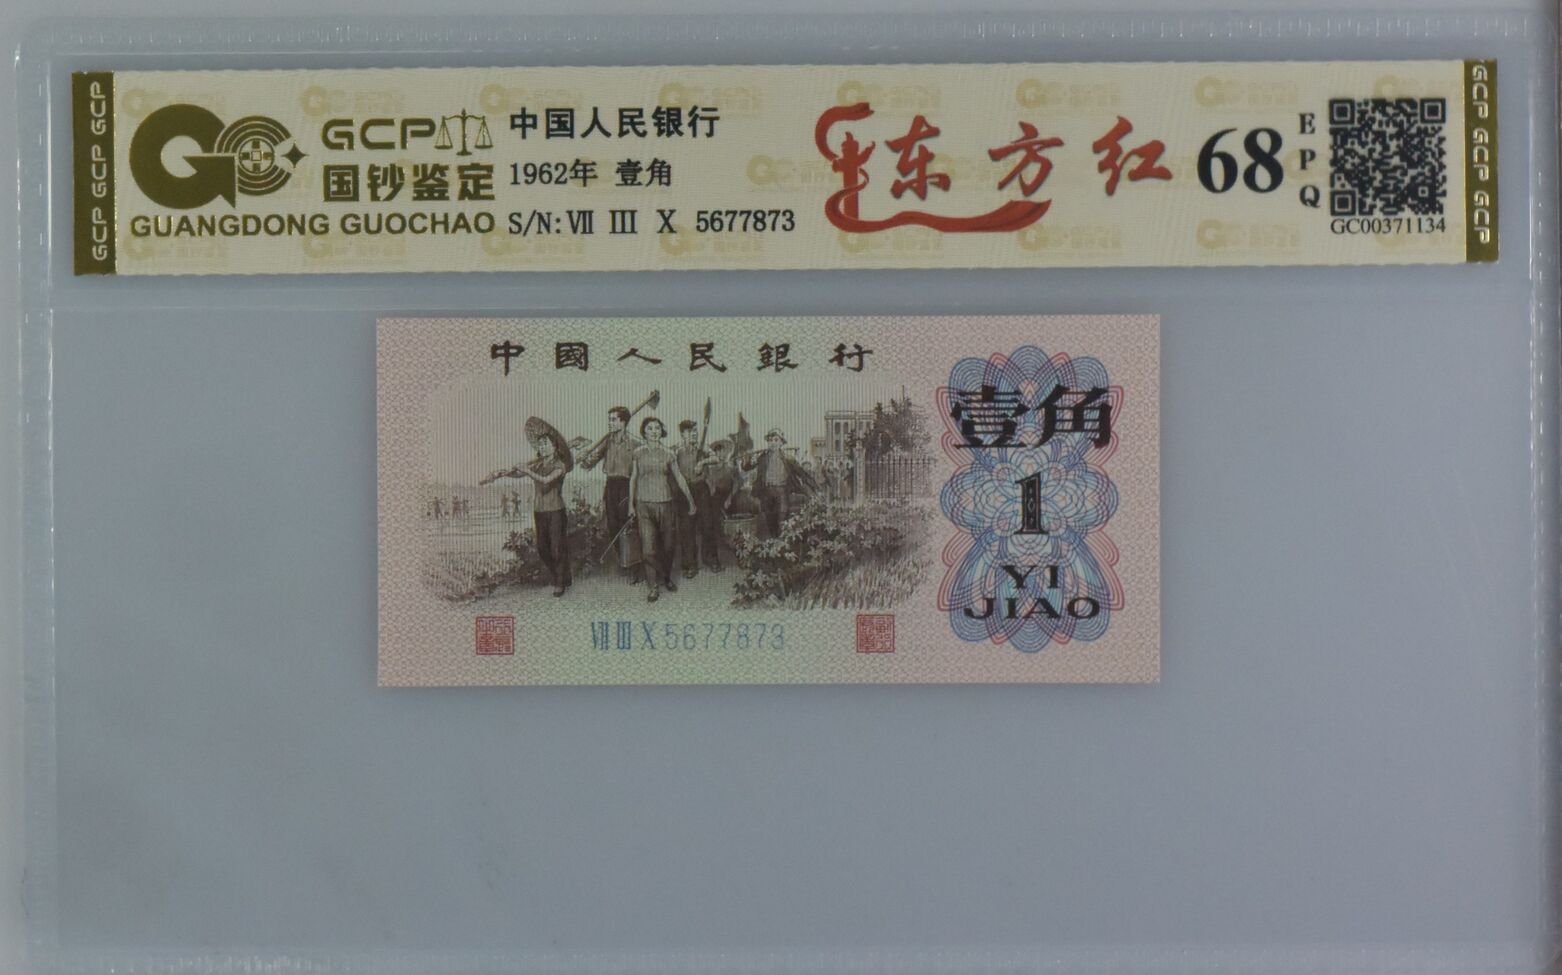 GCP GCP GCP
GCP
国钞鉴定
GUANGDONG GUOCHAO
中国人民银行
1962年 壹角
S/N: Ⅶ Ⅲ Ⅹ 5677873
东方红
68
EPQ
GC00371134
GCP GCP GCP
中國人民銀行
壹角
1
YI
JIAO
Ⅶ Ⅲ Ⅹ 5677873